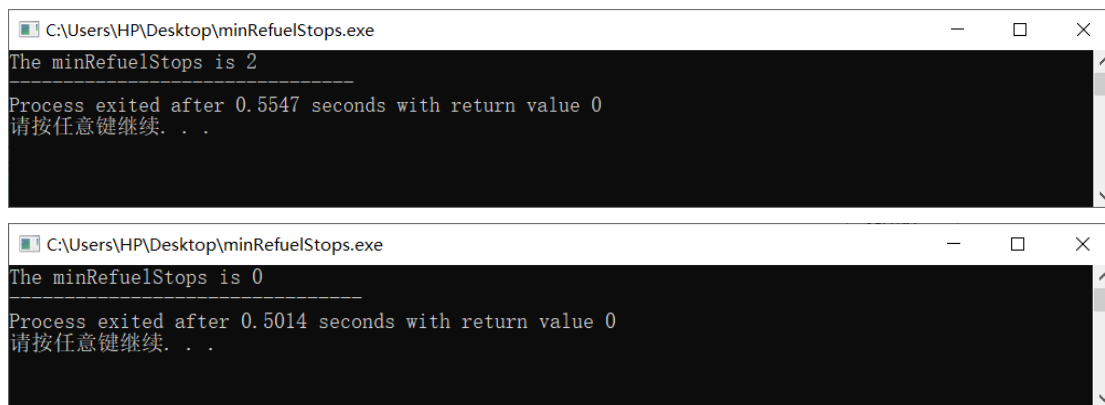 C:\Users\HP\Desktop\minRefuelStops.exe
The minRefuelStops is 2
--------------------------------
Process exited after 0.5547 seconds with return value 0
请按任意键继续. . .
C:\Users\HP\Desktop\minRefuelStops.exe
The minRefuelStops is 0
--------------------------------
Process exited after 0.5014 seconds with return value 0
请按任意键继续. . .